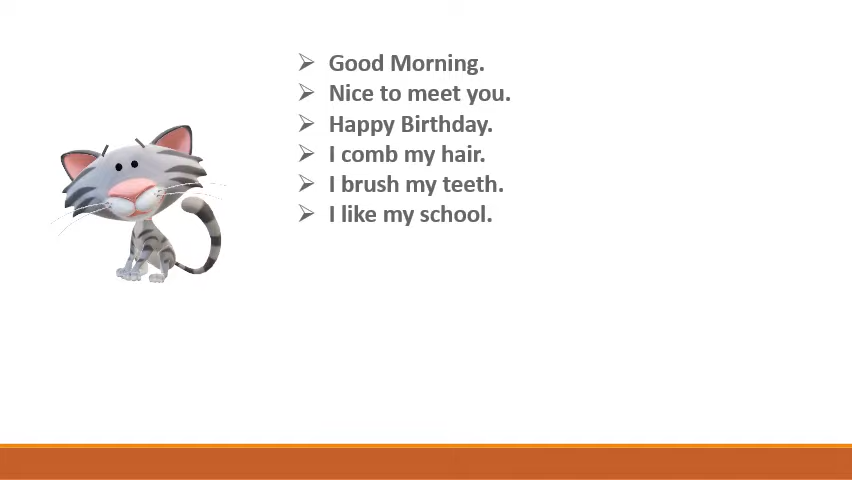 Good Morning.
Nice to meet you.
Happy Birthday.
I comb my hair.
I brush my teeth.
I like my school.